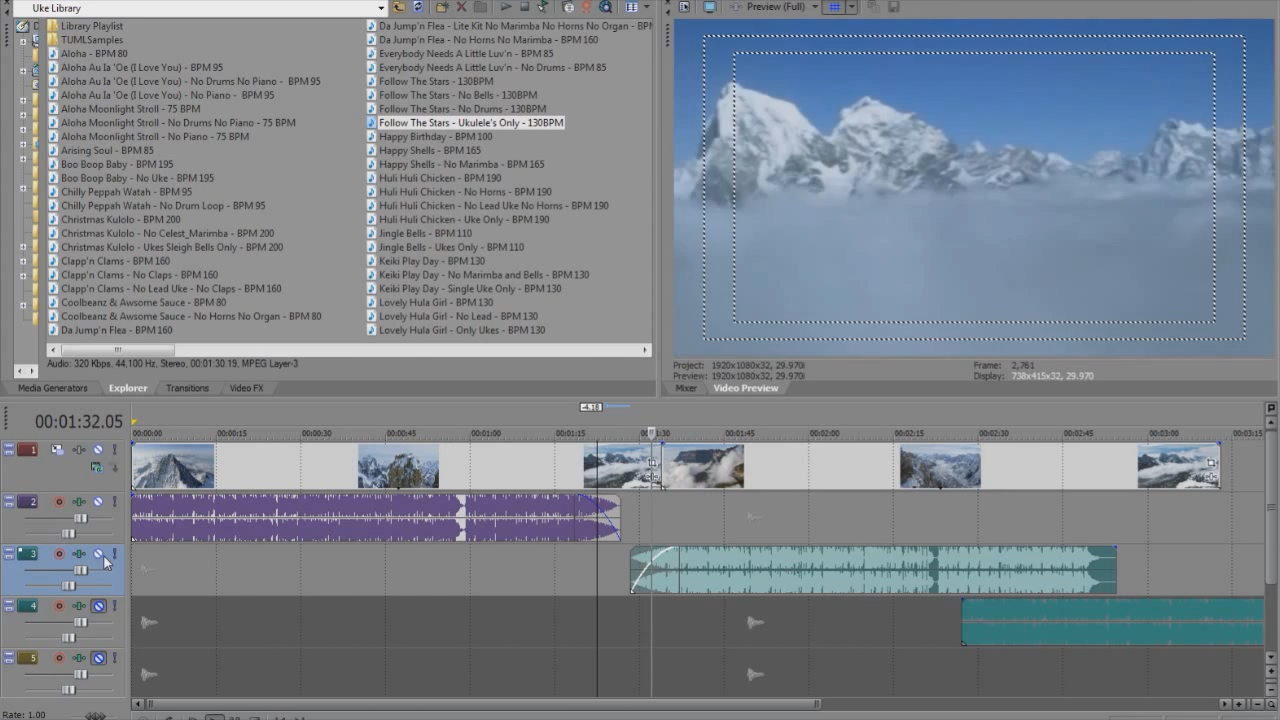 Uke Library
Preview (Full)
Library Playlist
TUMLSamples
Aloha - BPM 80
Aloha Au Ia 'Oe (I Love You) - BPM 95
Aloha Au Ia 'Oe (I Love You) - No Drums No Piano -  BPM 95
Aloha Au Ia 'Oe (I Love You) - No Piano -  BPM 95
Aloha Moonlight Stroll - 75 BPM
Aloha Moonlight Stroll - No Drums No Piano - 75 BPM
Aloha Moonlight Stroll - No Piano - 75 BPM
Arising Soul - BPM 85
Boo Boop Baby - BPM 195
Boo Boop Baby - No Uke - BPM 195
Chilly Peppah Watah - BPM 95
Chilly Peppah Watah - No Drum Loop - BPM 95
Christmas Kulolo - BPM 200
Christmas Kulolo - No Celest_Marimba - BPM 200
Christmas Kulolo - Ukes Sleigh Bells Only - BPM 200
Clapp'n Clams - BPM 160
Clapp'n Clams - No Claps - BPM 160
Clapp'n Clams - No Lead Uke - No Claps - BPM 160
Coolbeanz & Awsome Sauce - BPM 80
Coolbeanz & Awsome Sauce - No Horns No Organ - BPM 80
Da Jump'n Flea - BPM 160
Da Jump'n Flea - Lite Kit No Marimba No Horns No Organ - BPM
Da Jump'n Flea - No Horns No Marimba - BPM 160
Everybody Needs A Little Luv'n - BPM 85
Everybody Needs A Little Luv'n - No Drums - BPM 85
Follow The Stars - 130BPM
Follow The Stars - No Bells - 130BPM
Follow The Stars - No Drums - 130BPM
Follow The Stars - Ukulele's Only - 130BPM
Happy Birthday - BPM 100
Happy Shells - BPM 165
Happy Shells - No Marimba - BPM 165
Huli Huli Chicken - BPM 190
Huli Huli Chicken - No Horns - BPM 190
Huli Huli Chicken - No Lead Uke No Horns - BPM 190
Huli Huli Chicken - Uke Only - BPM 190
Jingle Bells - BPM 110
Jingle Bells - Ukes Only - BPM 110
Keiki Play Day - BPM 130
Keiki Play Day - No Marimba and Bells - BPM 130
Keiki Play Day - Single Uke Only - BPM 130
Lovely Hula Girl - BPM 130
Lovely Hula Girl - No Lead - BPM 130
Lovely Hula Girl - Only Ukes - BPM 130
Audio: 320 Kbps, 44,100 Hz, Stereo, 00:01:30.19, MPEG Layer-3
Project: 1920x1080x32, 29.970i
Frame: 2,761
Preview: 1920x1080x32, 29.970i
Display: 738x415x32, 29.970
Media Generators
Explorer
Transitions
Video FX
Mixer
Video Preview
-4.18
00:01:32.05
00:00:00
00:00:15
00:00:30
00:00:45
00:01:00
00:01:15
00:01:45
00:02:00
00:02:15
00:02:30
00:02:45
00:03:00
00:03:15
1
2
3
4
5
Rate: 1.00